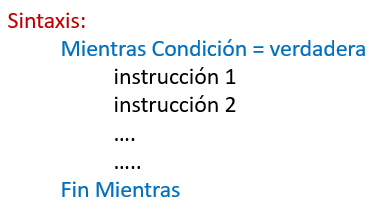 Sintaxis:
Mientras Condición = verdadera
instrucción 1
instrucción 2
....
.....
Fin Mientras